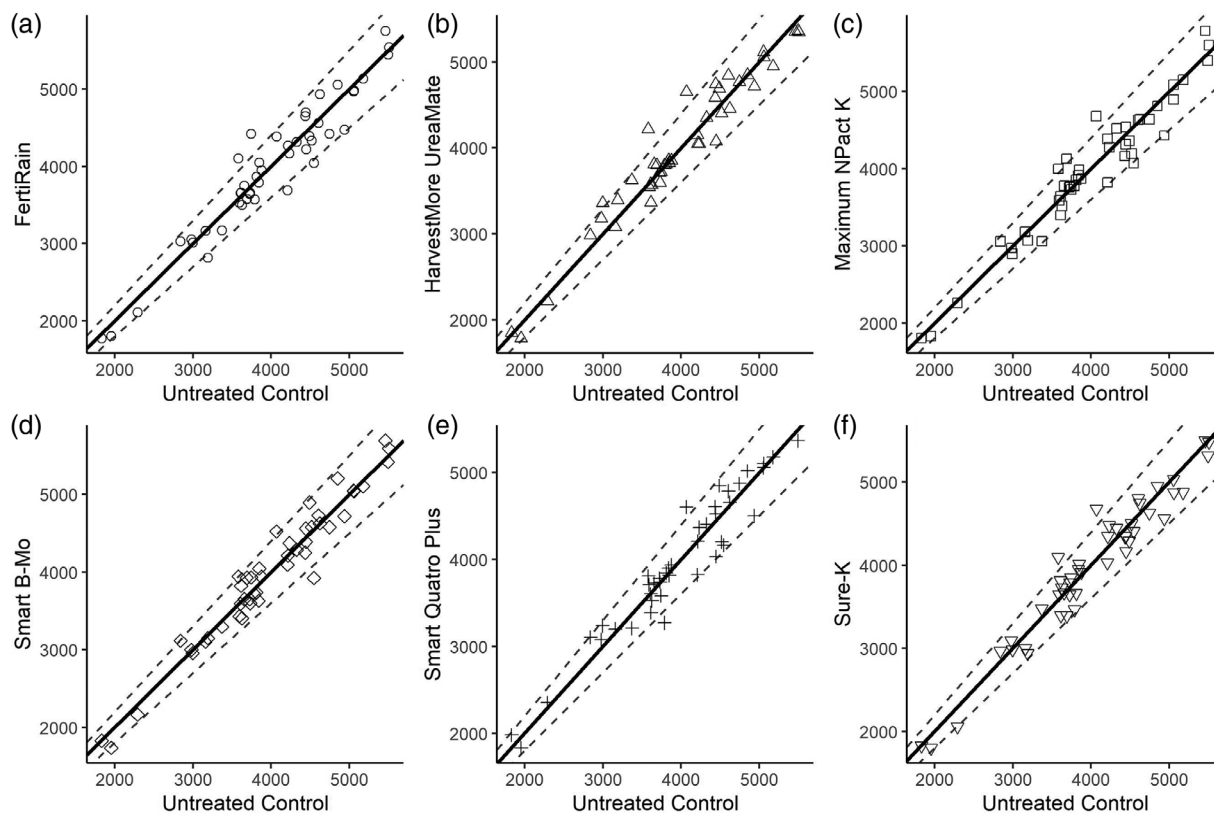 (a)
FertiRain
5000
4000
3000
2000
2000 3000 4000 5000
Untreated Control
(b)
HarvestMore UreaMate
5000
4000
3000
2000
2000 3000 4000 5000
Untreated Control
(c)
Maximum NPact K
5000
4000
3000
2000
2000 3000 4000 5000
Untreated Control
(d)
Smart B-Mo
5000
4000
3000
2000
2000 3000 4000 5000
Untreated Control
(e)
Smart Quatro Plus
5000
4000
3000
2000
2000 3000 4000 5000
Untreated Control
(f)
Sure-K
5000
4000
3000
2000
2000 3000 4000 5000
Untreated Control